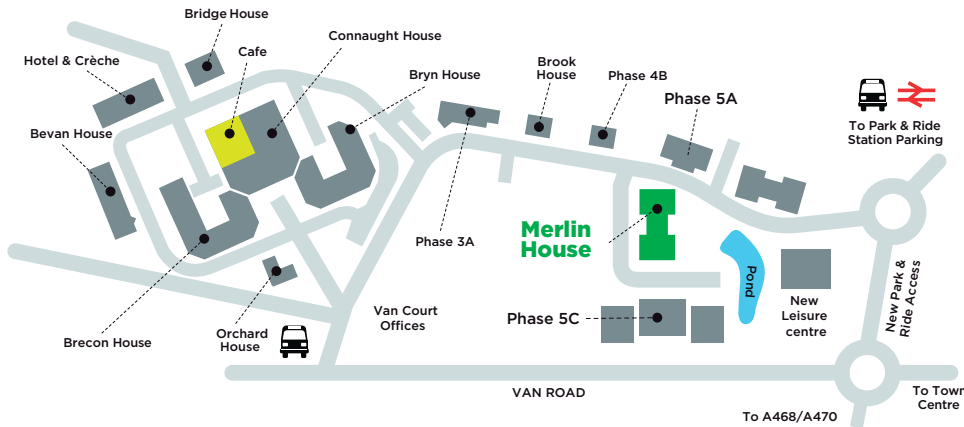 Bridge House
Hotel & Crèche
Cafe
Connaught House
Bryn House
Brook
House
Phase 4B
Phase 5A
To Park & Ride
Station Parking
Bevan House
Merlin
House
Phase 3A
Pond
New Park &
Ride Access
New
Leisure
centre
Van Court
Offices
Phase 5C
Orchard
House
Brecon House
VAN ROAD
To Town
Centre
To A468/A470